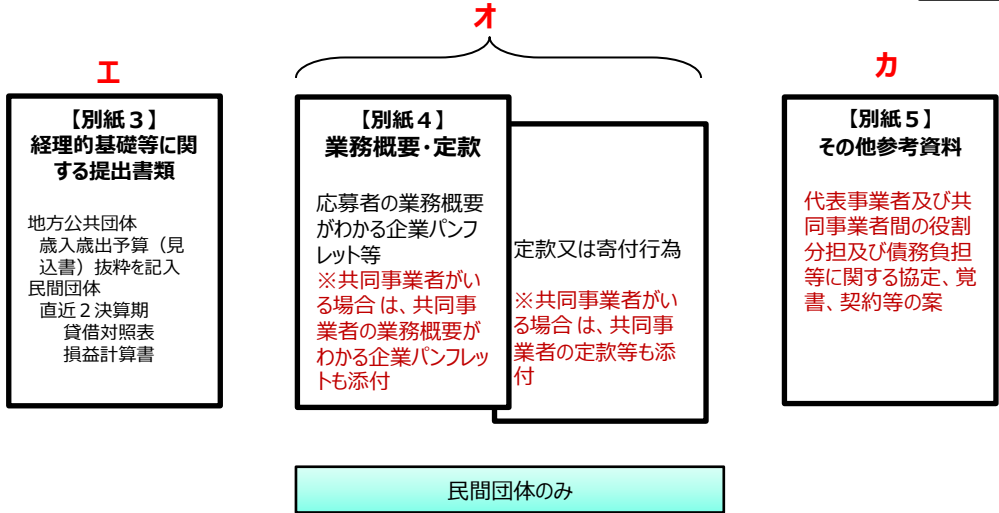 エ
【別紙３】
経理的基礎等に関
する提出書類
地方公共団体
歳入歳出予算（見
込書）抜粋を記入
民間団体
直近２決算期
貸借対照表
損益計算書
オ
【別紙４】
業務概要・定款
応募者の業務概要
がわかる企業パンフ
レット等
※共同事業者がい
る場合は、共同事
業者の業務概要が
わかる企業パンフレッ
トも添付
定款又は寄付行為
※共同事業者がい
る場合は、共同事
業者の定款等も添
付
カ
【別紙５】
その他参考資料
代表事業者及び共
同事業者間の役割
分担及び債務負担
等に関する協定、覚
書、契約等の案
民間団体のみ